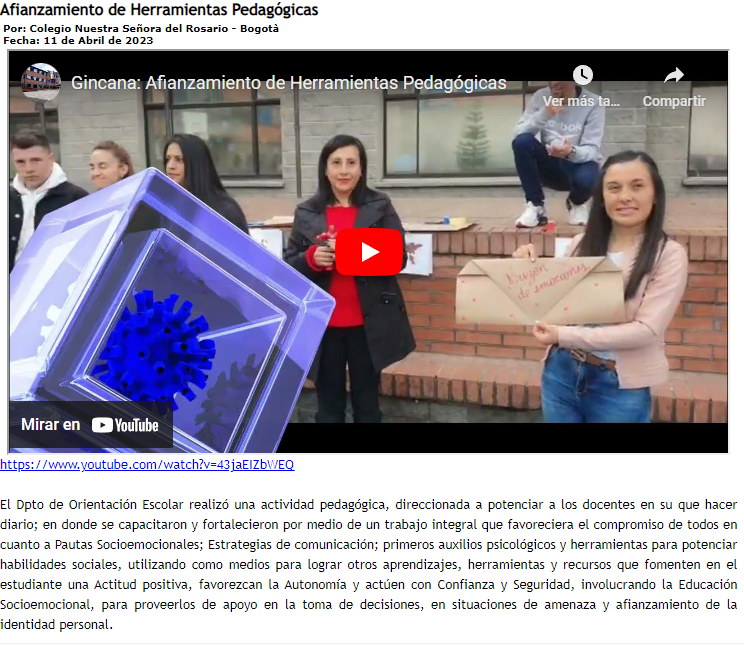 Afianzamiento de Herramientas Pedagógicas
Por: Colegio Nuestra Señora del Rosario - Bogotà
Fecha: 11 de Abril de 2023
Gincana: Afianzamiento de Herramientas Pedagógicas
Ver más ta...
Compartir
Buzón
de emociones
Mirar en YouTube
https://www.youtube.com/watch?v=43jaEIZbWEQ
El Dpto de Orientación Escolar realizó una actividad pedagógica, direccionada a potenciar a los docentes en su que hacer
diario; en donde se capacitaron y fortalecieron por medio de un trabajo integral que favoreciera el compromiso de todos en
cuanto a Pautas Socioemocionales; Estrategias de comunicación; primeros auxilios psicológicos y herramientas para potenciar
habilidades sociales, utilizando como medios para lograr otros aprendizajes, herramientas y recursos que fomenten en el
estudiante una Actitud positiva, favorezcan la Autonomía y actúen con Confianza y Seguridad, involucrando la Educación
Socioemocional, para proveerlos de apoyo en la toma de decisiones, en situaciones de amenaza y afianzamiento de la
identidad personal.